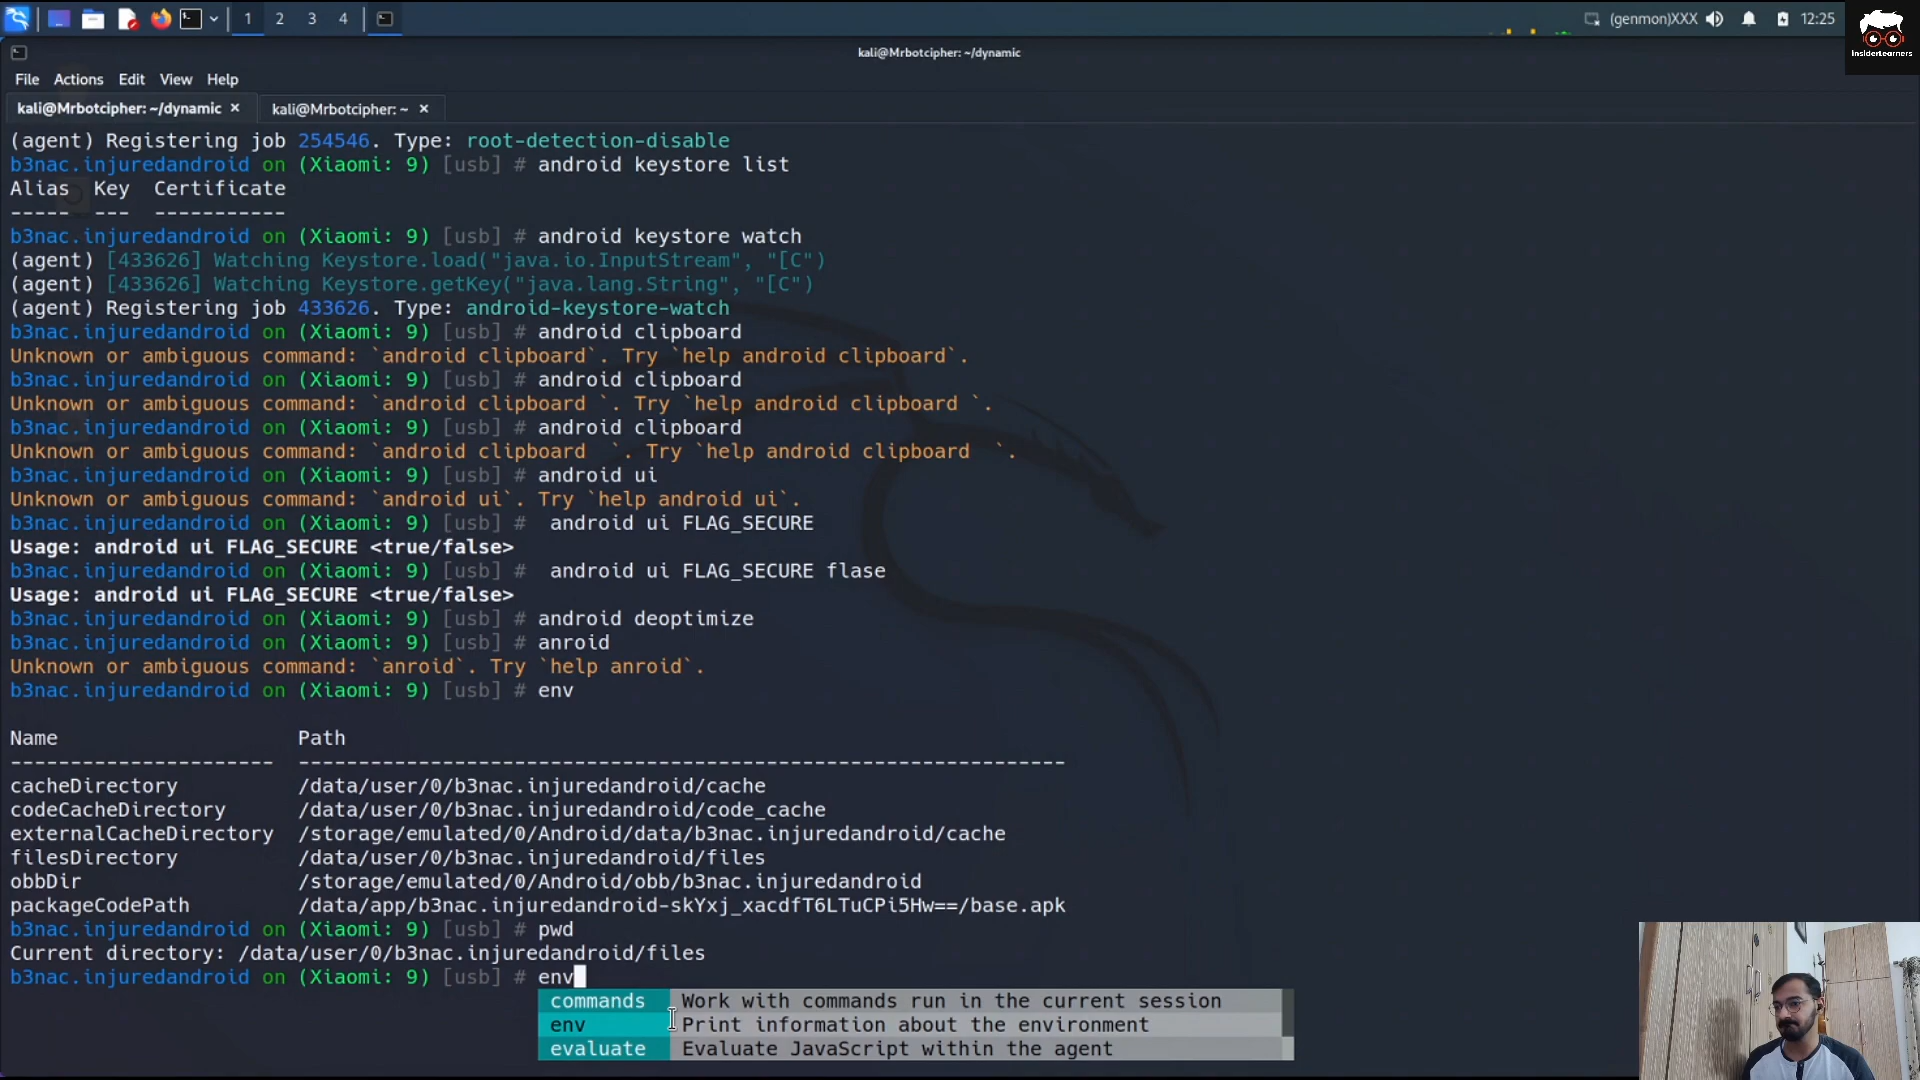 1 2 3 4 (genmon)XXX 12:25
InsiderLearners
kali@Mrbotcipher: ~/dynamic
File Actions Edit View Help
kali@Mrbotcipher: ~/dynamic × kali@Mrbotcipher: ~ ×
(agent) Registering job 254546. Type: root-detection-disable
b3nac.injuredandroid on (Xiaomi: 9) [usb] # android keystore list
Alias Key Certificate
----- --- -----------
b3nac.injuredandroid on (Xiaomi: 9) [usb] # android keystore watch
(agent) [433626] Watching Keystore.load("java.io.InputStream", "[C")
(agent) [433626] Watching Keystore.getKey("java.lang.String", "[C")
(agent) Registering job 433626. Type: android-keystore-watch
b3nac.injuredandroid on (Xiaomi: 9) [usb] # android clipboard
Unknown or ambiguous command: `android clipboard`. Try `help android clipboard`.
b3nac.injuredandroid on (Xiaomi: 9) [usb] # android clipboard
Unknown or ambiguous command: `android clipboard `. Try `help android clipboard `.
b3nac.injuredandroid on (Xiaomi: 9) [usb] # android clipboard
Unknown or ambiguous command: `android clipboard  `. Try `help android clipboard  `.
b3nac.injuredandroid on (Xiaomi: 9) [usb] # android ui
Unknown or ambiguous command: `android ui`. Try `help android ui`.
b3nac.injuredandroid on (Xiaomi: 9) [usb] #  android ui FLAG_SECURE
Usage: android ui FLAG_SECURE <true/false>
b3nac.injuredandroid on (Xiaomi: 9) [usb] #  android ui FLAG_SECURE flase
Usage: android ui FLAG_SECURE <true/false>
b3nac.injuredandroid on (Xiaomi: 9) [usb] # android deoptimize
b3nac.injuredandroid on (Xiaomi: 9) [usb] # anroid
Unknown or ambiguous command: `anroid`. Try `help anroid`.
b3nac.injuredandroid on (Xiaomi: 9) [usb] # env
Name Path
---------------------- ----------------------------------------------------------------
cacheDirectory /data/user/0/b3nac.injuredandroid/cache
codeCacheDirectory /data/user/0/b3nac.injuredandroid/code_cache
externalCacheDirectory /storage/emulated/0/Android/data/b3nac.injuredandroid/cache
filesDirectory /data/user/0/b3nac.injuredandroid/files
obbDir /storage/emulated/0/Android/obb/b3nac.injuredandroid
packageCodePath /data/app/b3nac.injuredandroid-skYxj_xacdfT6LTuCPi5Hw==/base.apk
b3nac.injuredandroid on (Xiaomi: 9) [usb] # pwd
Current directory: /data/user/0/b3nac.injuredandroid/files
b3nac.injuredandroid on (Xiaomi: 9) [usb] # env
commands Work with commands run in the current session
env Print information about the environment
evaluate Evaluate JavaScript within the agent